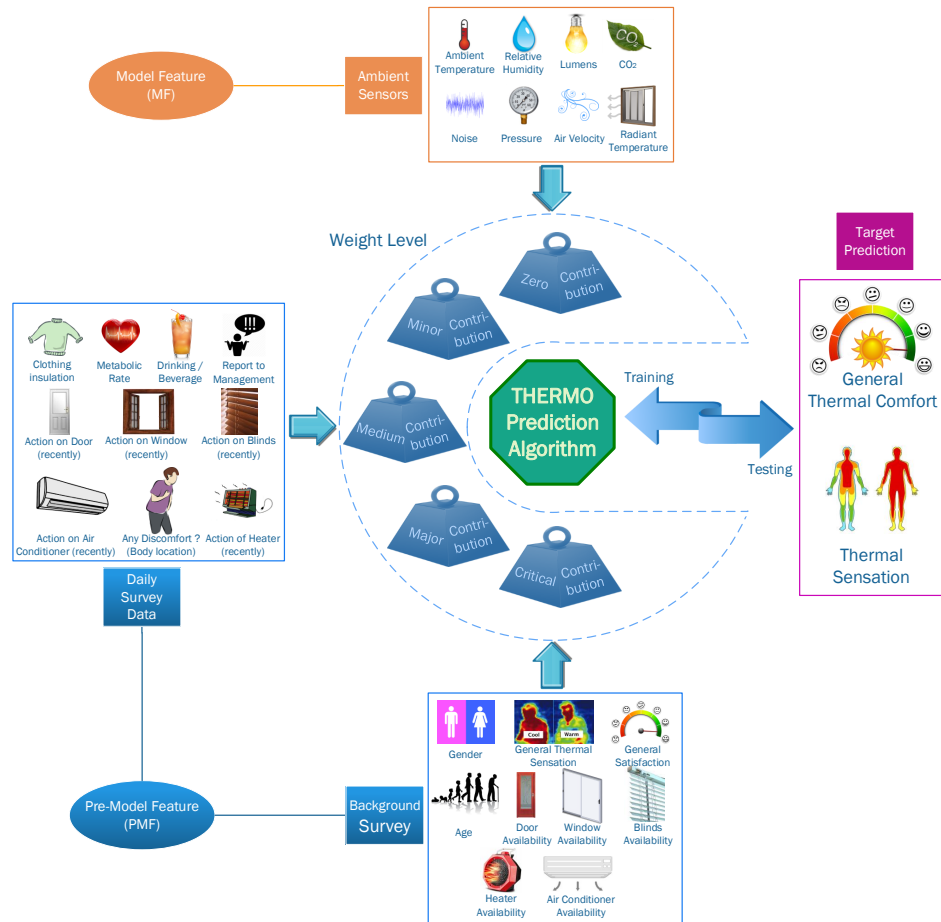 Model Feature
(MF)
Ambient
Sensors
Ambient
Temperature
Relative
Humidity
Lumens
CO₂
CO₂
Noise
Pressure
Air Velocity
Radiant
Temperature
Weight Level
Zero Contri-
bution
Minor Contri-
bution
Medium Contri-
bution
Major Contri-
bution
Critical Contri-
bution
THERMO
Prediction
Algorithm
Training
Testing
Target
Prediction
General
Thermal Comfort
Thermal
Sensation
!!!
Clothing
insulation
Metabolic
Rate
Drinking /
Beverage
Report to
Management
Action on Door
(recently)
Action on Window
(recently)
Action on Blinds
(recently)
Action on Air
Conditioner (recently)
Any Discomfort ?
(Body location)
Action of Heater
(recently)
Daily
Survey
Data
Pre-Model Feature
(PMF)
Background
Survey
Gender
Cool
Warm
General Thermal
Sensation
General
Satisfaction
Age
Door
Availability
Window
Availability
Blinds
Availability
Heater
Availability
Air Conditioner
Availability